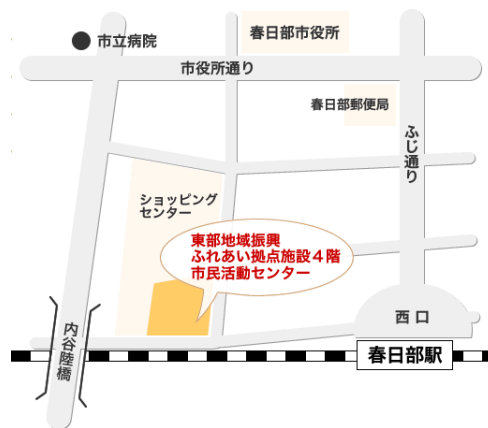 春日部市役所
市立病院
市役所通り
春日部郵便局
ふじ通り
ショッピング
センター
東部地域振興
ふれあい拠点施設４階
市民活動センター
西口
内谷陸橋
春日部駅